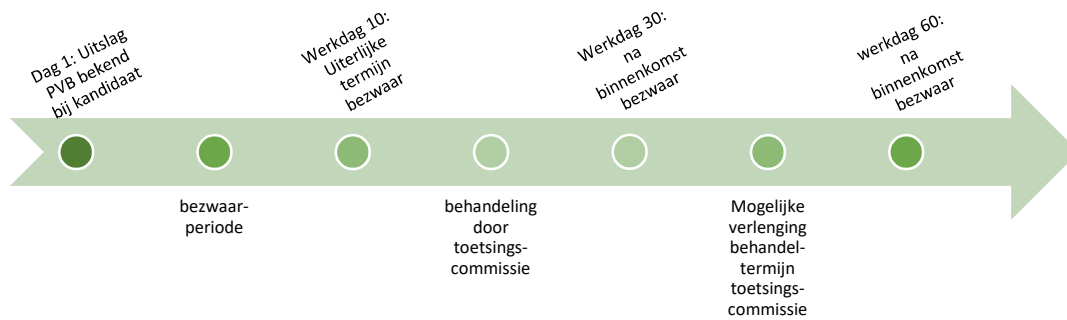 Dag 1: Uitslag
PVB bekend
bij kandidaat
bezwaar-
periode
Werkdag 10:
Uiterlijke
termijn
bezwaar
behandeling
door
toetsings-
commissie
Werkdag 30:
na
binnenkomst
bezwaar
Mogelijke
verlenging
behandel-
termijn
toetsings-
commissie
werkdag 60:
na
binnenkomst
bezwaar